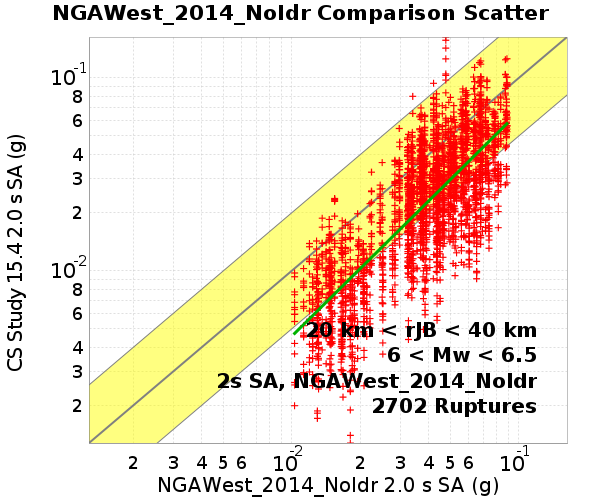 NGAWest_2014_NoIdr Comparison Scatter
CS Study 15.4 2.0 s SA (g)
10-1
8
6
4
3
2
10-2
8
6
4
3
2
20 km < rJB < 40 km
6 < Mw < 6.5
2s SA, NGAWest_2014_NoIdr
2702 Ruptures
2 3 4 5 6 10-2 2 3 4 5 6 10-1
NGAWest_2014_NoIdr 2.0 s SA (g)